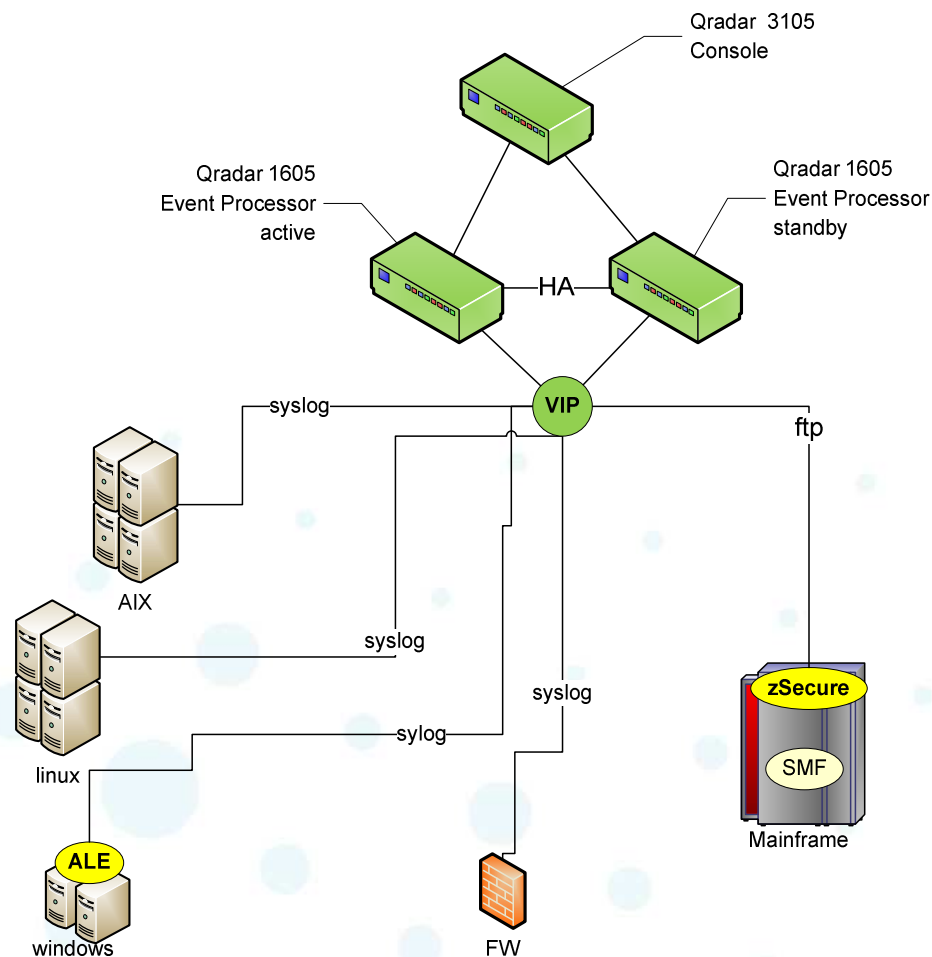 Qradar 3105
Console
Qradar 1605
Event Processor
active
Qradar 1605
Event Processor
standby
HA
VIP
syslog
ftp
AIX
syslog
linux
sylog
syslog
zSecure
SMF
Mainframe
ALE
windows
FW